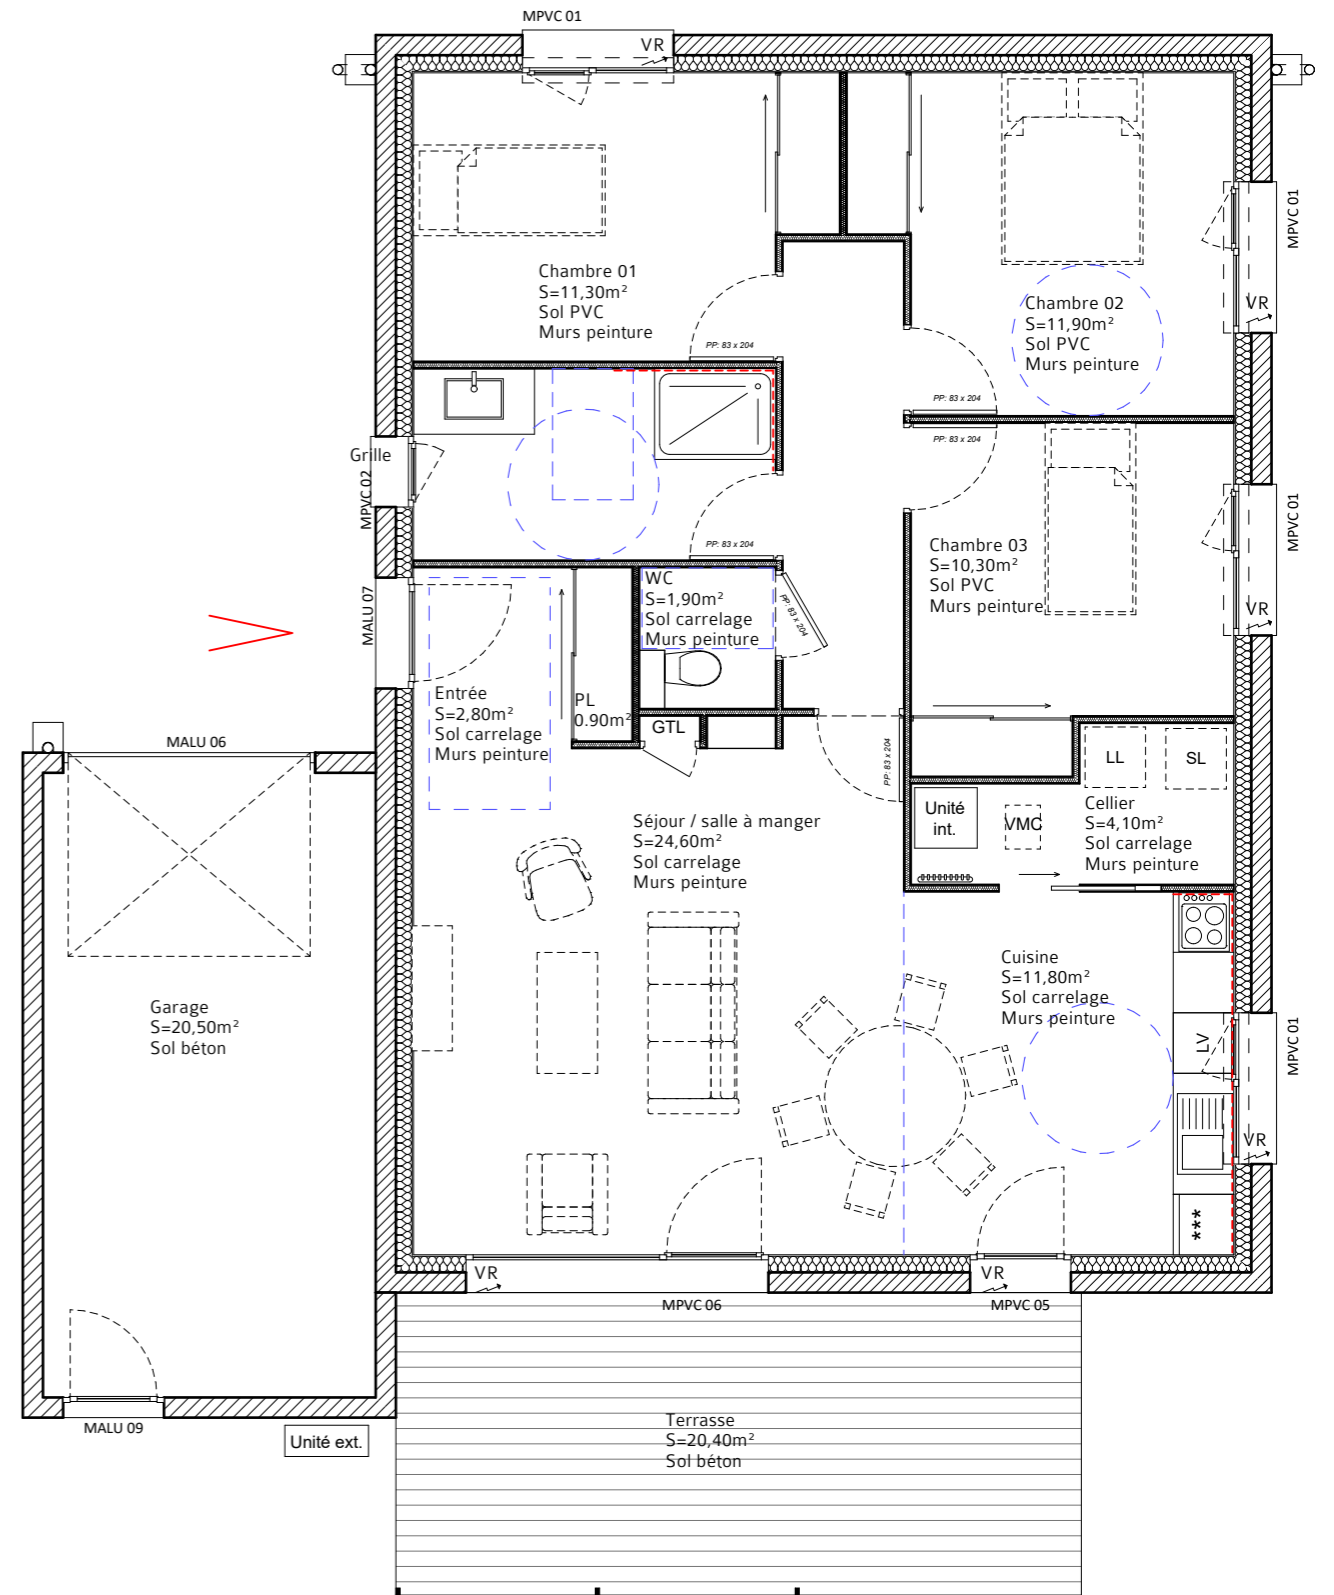 MPVC 01
VR
Chambre 01
S=11,30m²
Sol PVC
Murs peinture
PP: 83 x 204
Chambre 02
S=11,90m²
Sol PVC
Murs peinture
VR
MPVC 01
PP: 83 x 204
PP: 83 x 204
Grille
MPVC 02
PP: 83 x 204
Chambre 03
S=10,30m²
Sol PVC
Murs peinture
VR
MPVC 01
MALU 07
WC
S=1,90m²
Sol carrelage
Murs peinture
PP: 83 x 204
Entrée
S=2,80m²
Sol carrelage
Murs peinture
PL
0.90m²
GTL
PP: 83 x 204
MALU 06
LL
SL
Unité
int.
VMC
Cellier
S=4,10m²
Sol carrelage
Murs peinture
Séjour / salle à manger
S=24,60m²
Sol carrelage
Murs peinture
Cuisine
S=11,80m²
Sol carrelage
Murs peinture
LV
MPVC 01
VR
***
Garage
S=20,50m²
Sol béton
VR
MPVC 06
VR
MPVC 05
MALU 09
Unité ext.
Terrasse
S=20,40m²
Sol béton